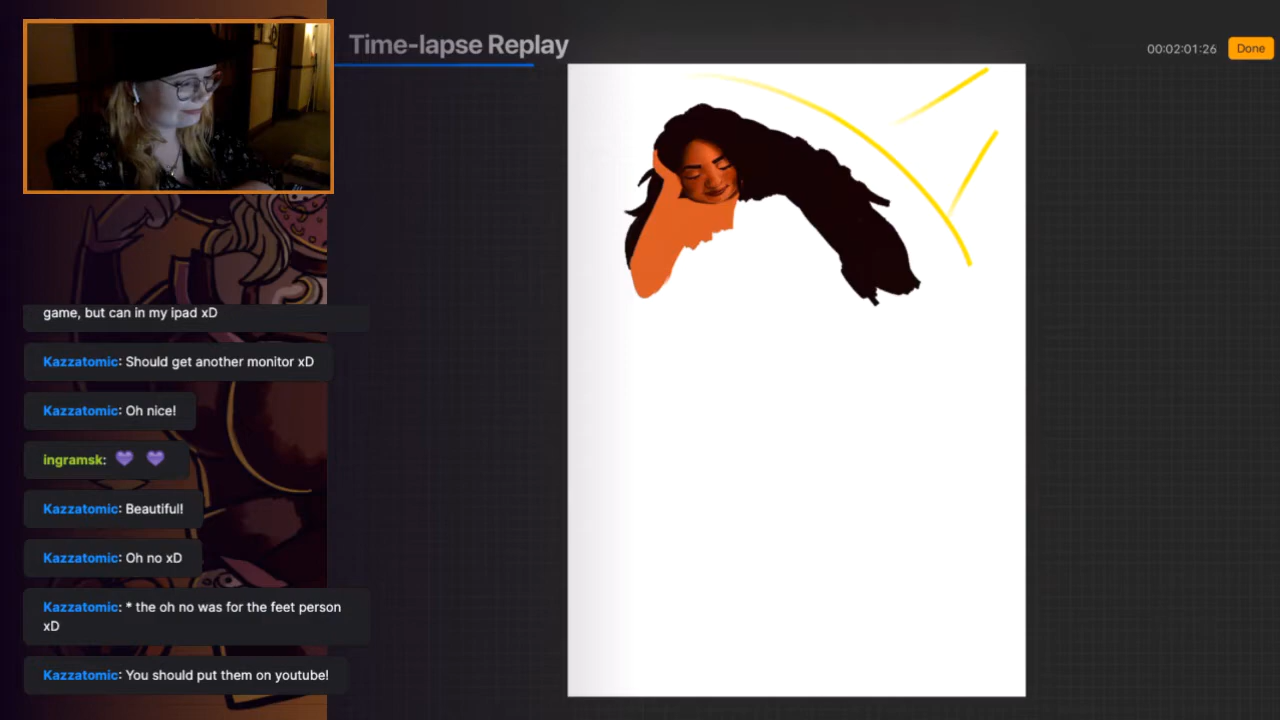 Time-lapse Replay
00:02:01:26
Done
game, but can in my ipad xD
Kazzatomic: Should get another monitor xD
Kazzatomic: Oh nice!
ingramsk: 💜 💜
Kazzatomic: Beautiful!
Kazzatomic: Oh no xD
Kazzatomic: * the oh no was for the feet person
xD
Kazzatomic: You should put them on youtube!